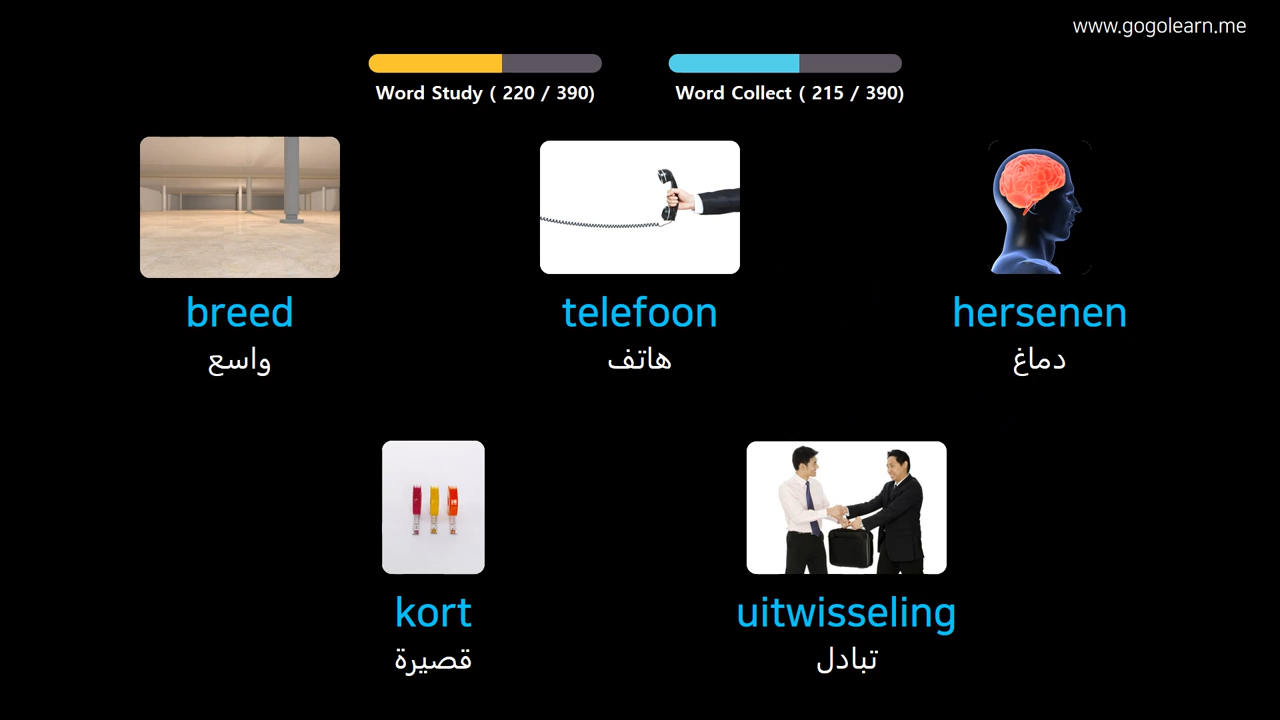 www.gogolearn.me
Word Study ( 220 / 390)
Word Collect ( 215 / 390)
breed
telefoon
hersenen
واسع
هاتف
دماغ
kort
uitwisseling
قصيرة
تبادل